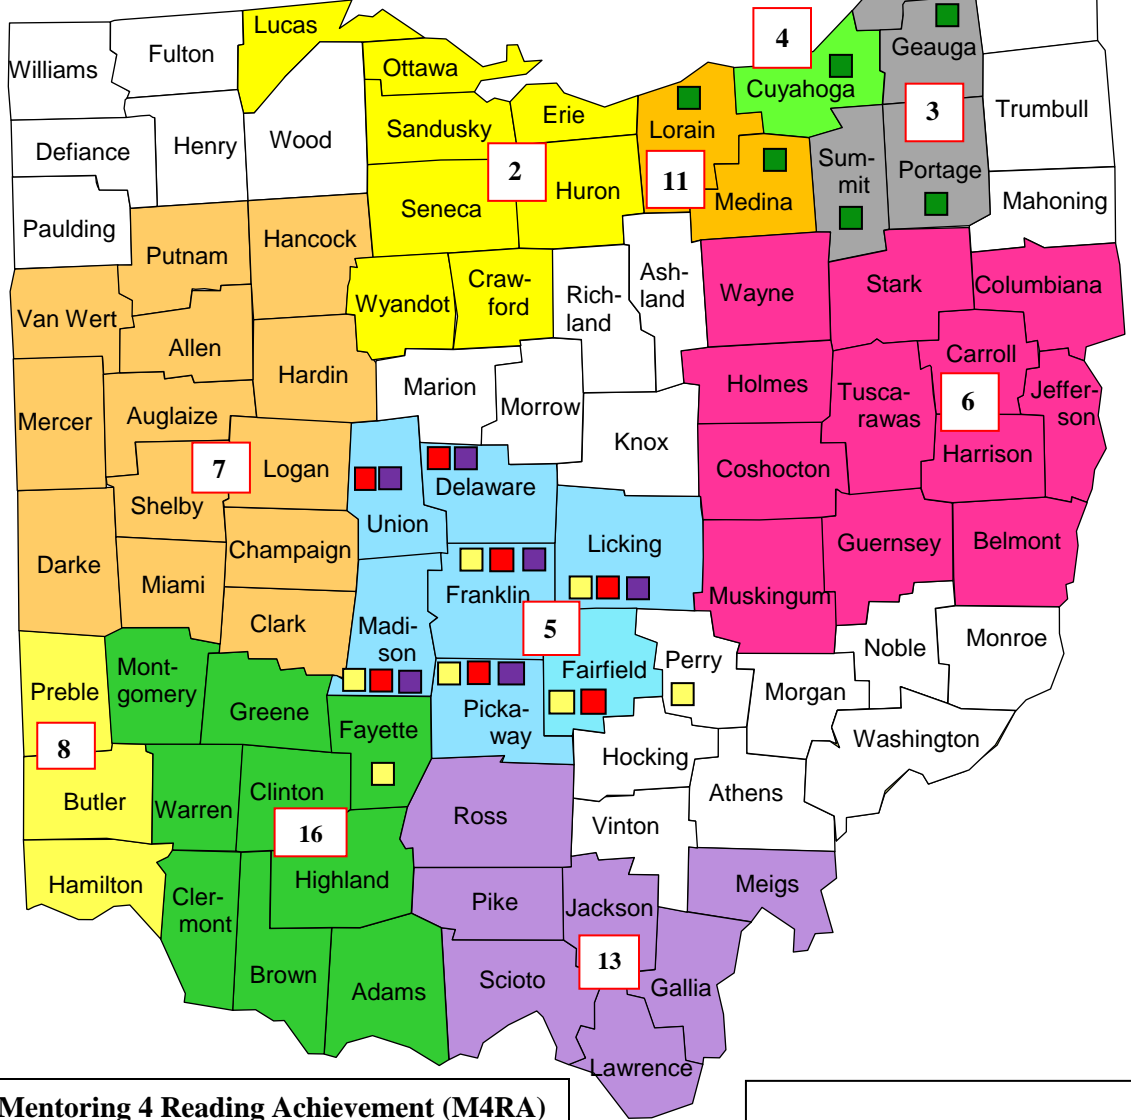 Lucas
4
Geauga
Fulton
Williams
Ottawa
Cuyahoga
3
Trumbull
Sandusky
Erie
Lorain
Wood
Henry
Defiance
Sum-
mit
Portage
2
11
Huron
Medina
Mahoning
Seneca
Paulding
Hancock
Putnam
Craw-
ford
Wyandot
Rich-
land
Ash-
land
Wayne
Stark
Columbiana
Van Wert
Allen
Hardin
Marion
Morrow
Holmes
Carroll
Tusca-
rawas
6
Jeffer-
son
Mercer
Auglaize
Knox
Harrison
7
Logan
Coshocton
Delaware
Shelby
Union
Licking
Guernsey
Belmont
Champaign
Darke
Miami
Franklin
Muskingum
Clark
Madi-
son
5
Noble
Monroe
Perry
Fairfield
Mont-
gomery
Preble
Morgan
Greene
Picka-
way
Fayette
Washington
8
Hocking
Clinton
Athens
Butler
Warren
Ross
Vinton
16
Highland
Hamilton
Meigs
Cler-
mont
Pike
Jackson
13
Brown
Adams
Scioto
Gallia
Lawrence
Mentoring 4 Reading Achievement (M4RA)